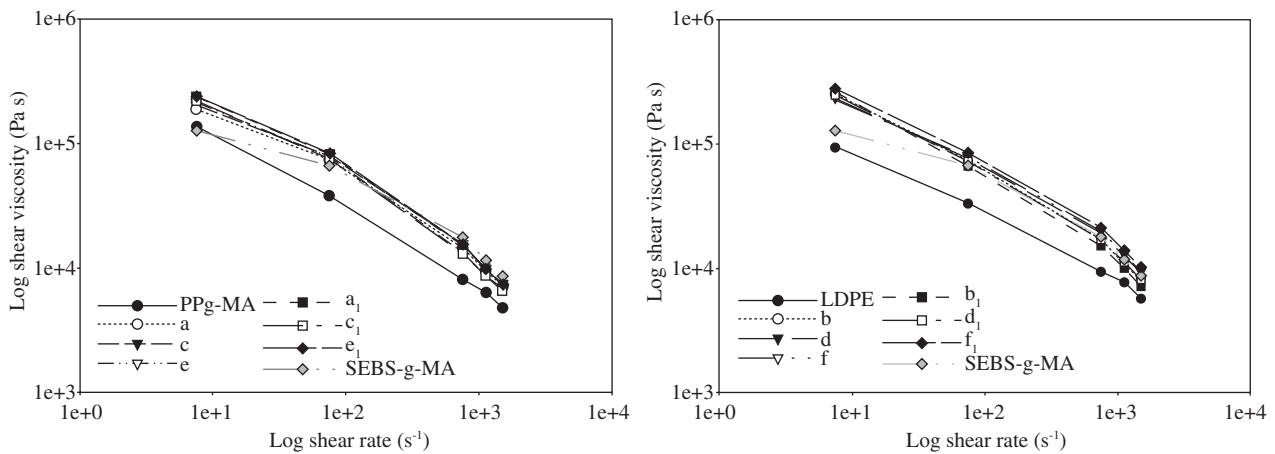 1e+6
1e+5
1e+4
1e+3
Log shear viscosity (Pa s)
PPg-MA
a
c
e
a₁
c₁
e₁
SEBS-g-MA
1e+0 1e+1 1e+2 1e+3 1e+4
Log shear rate (s⁻¹)
1e+6
1e+5
1e+4
1e+3
Log shear viscosity (Pa s)
LDPE
b
d
f
b₁
d₁
f₁
SEBS-g-MA
1e+0 1e+1 1e+2 1e+3 1e+4
Log shear rate (s⁻¹)